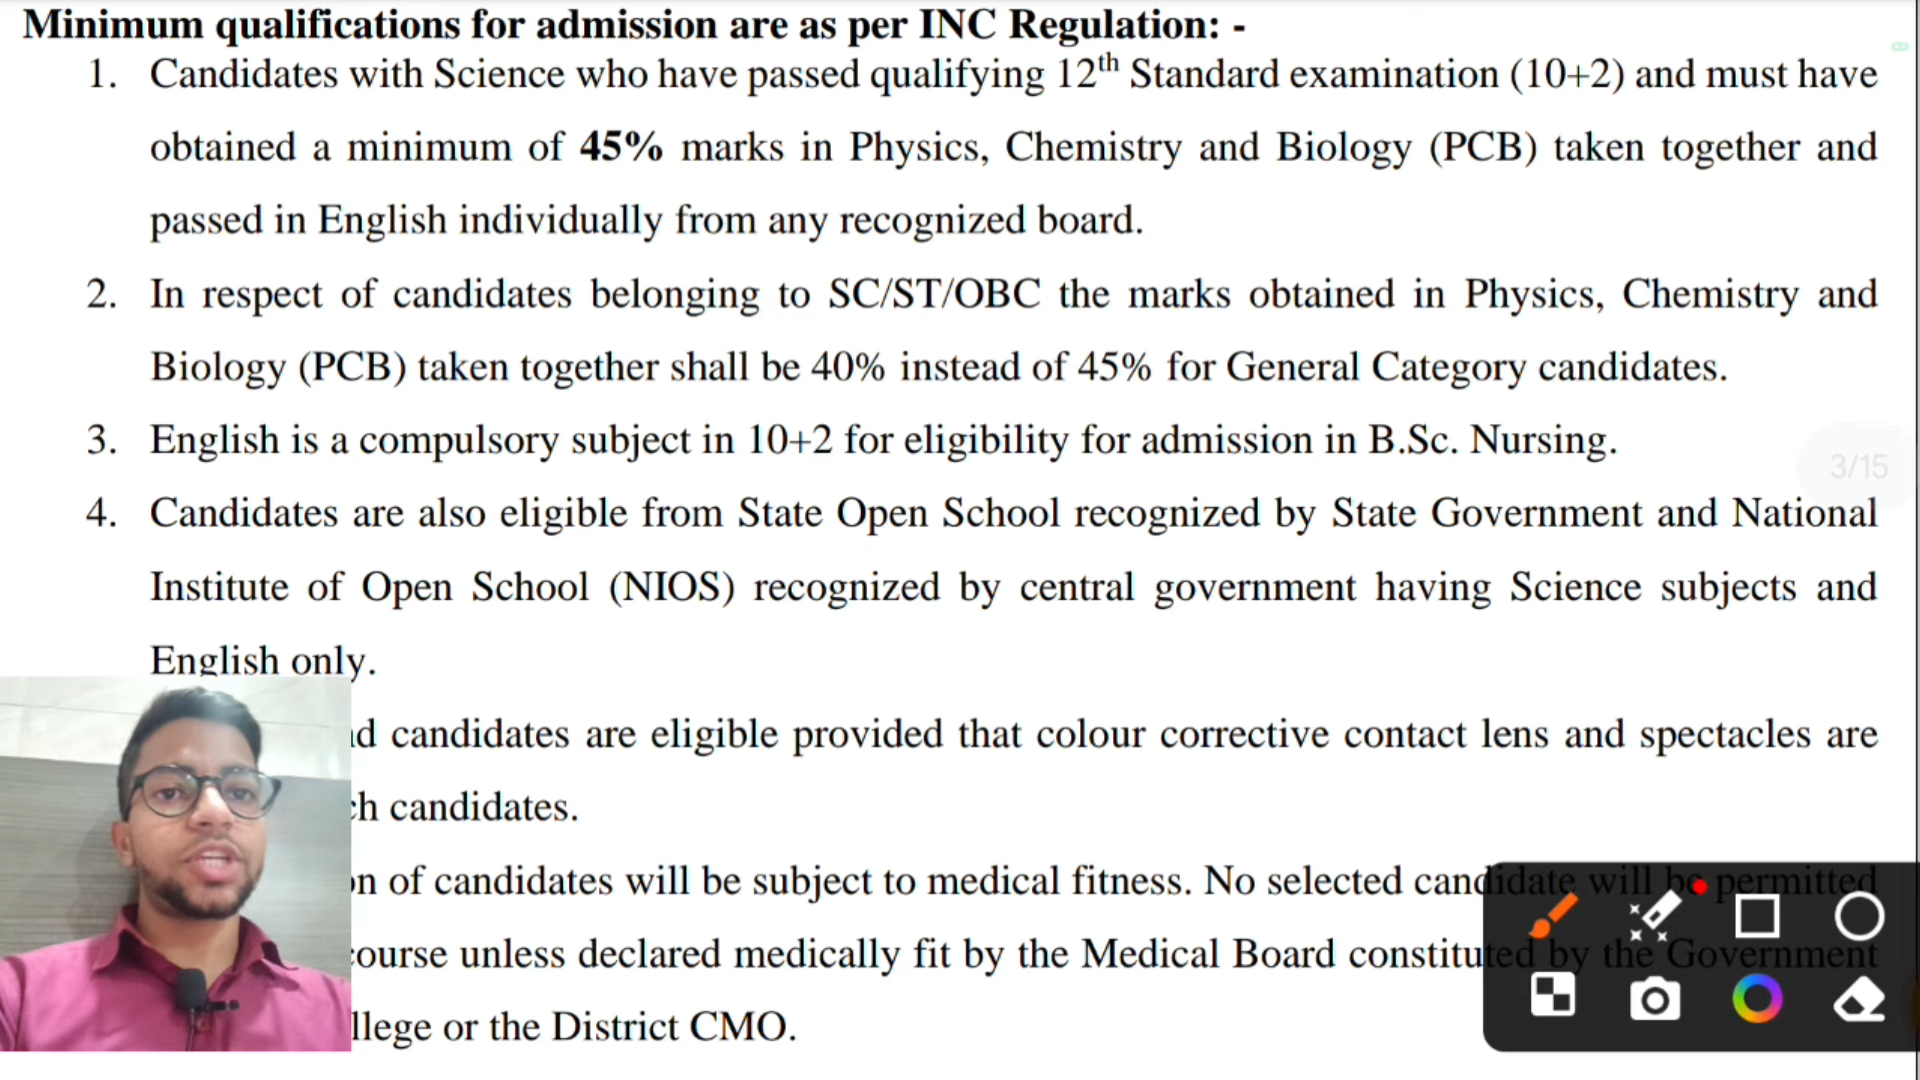 Minimum qualifications for admission are as per INC Regulation: -
1. Candidates with Science who have passed qualifying 12th Standard examination (10+2) and must have
obtained a minimum of 45% marks in Physics, Chemistry and Biology (PCB) taken together and
passed in English individually from any recognized board.
2. In respect of candidates belonging to SC/ST/OBC the marks obtained in Physics, Chemistry and
Biology (PCB) taken together shall be 40% instead of 45% for General Category candidates.
3. English is a compulsory subject in 10+2 for eligibility for admission in B.Sc. Nursing.
3/15
4. Candidates are also eligible from State Open School recognized by State Government and National
Institute of Open School (NIOS) recognized by central government having Science subjects and
English only.
candidates are eligible provided that colour corrective contact lens and spectacles are
candidates.
of candidates will be subject to medical fitness. No selected candidate will be permitted
course unless declared medically fit by the Medical Board constituted by the Government
or the District CMO.